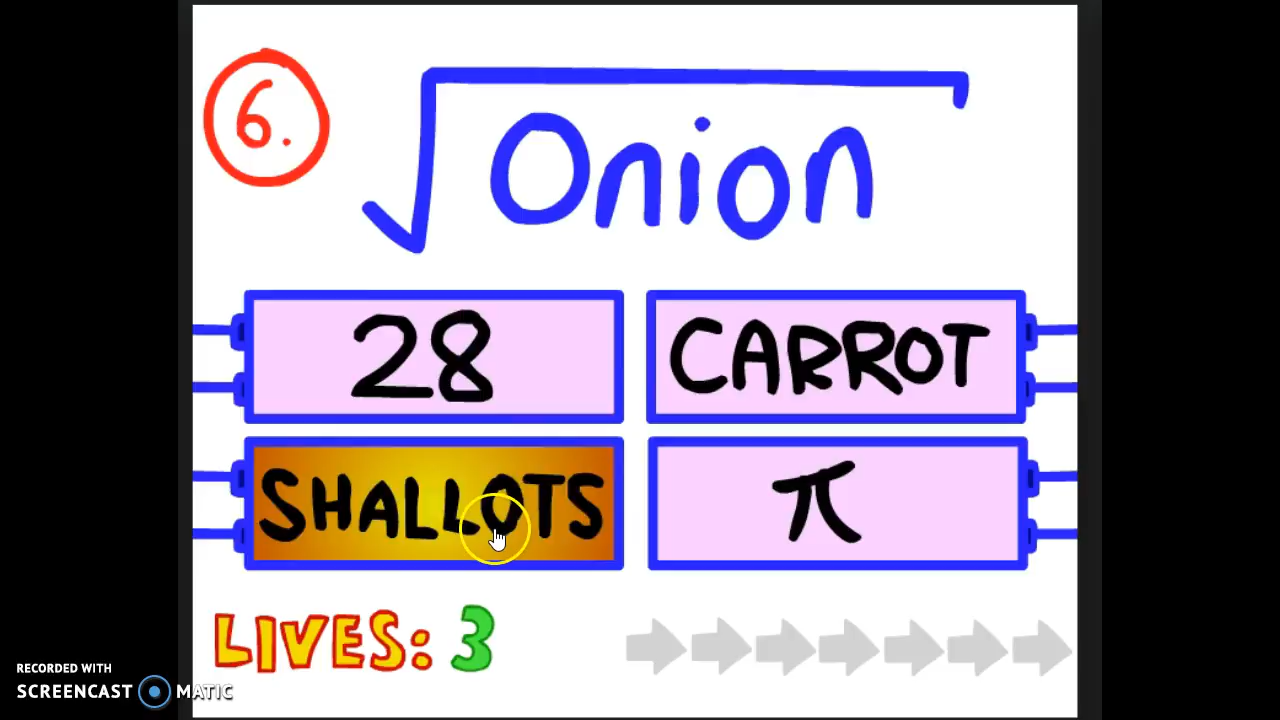 6.
√Onion
28
CARROT
SHALLOTS
π
LIVES: 3
RECORDED WITH
SCREENCAST MATIC